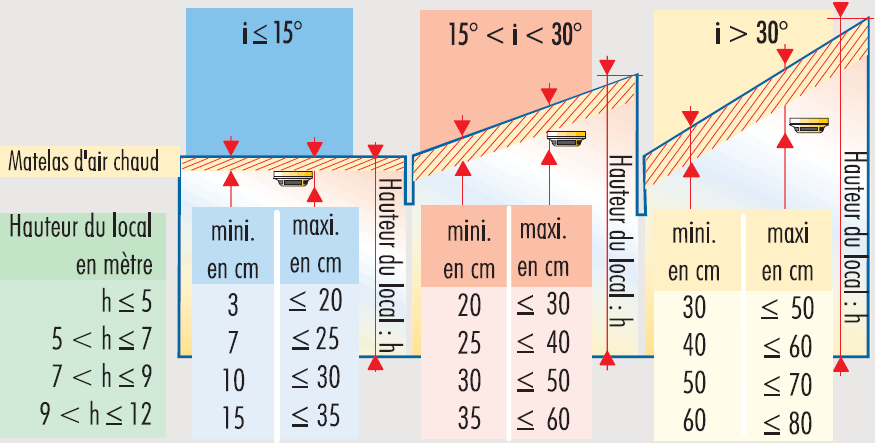 i ≤ 15°
15° < i < 30°
i > 30°
Matelas d'air chaud
Hauteur du local : h
Hauteur du local : h
Hauteur du local : h
Hauteur du local
en mètre
mini.
en cm
maxi.
en cm
mini.
en cm
maxi.
en cm
mini.
en cm
maxi
en cm
h ≤ 5 3 ≤ 20 20 ≤ 30 30 ≤ 50
5 < h ≤ 7 7 ≤ 25 25 ≤ 40 40 ≤ 60
7 < h ≤ 9 10 ≤ 30 30 ≤ 50 50 ≤ 70
9 < h ≤ 12 15 ≤ 35 35 ≤ 60 60 ≤ 80